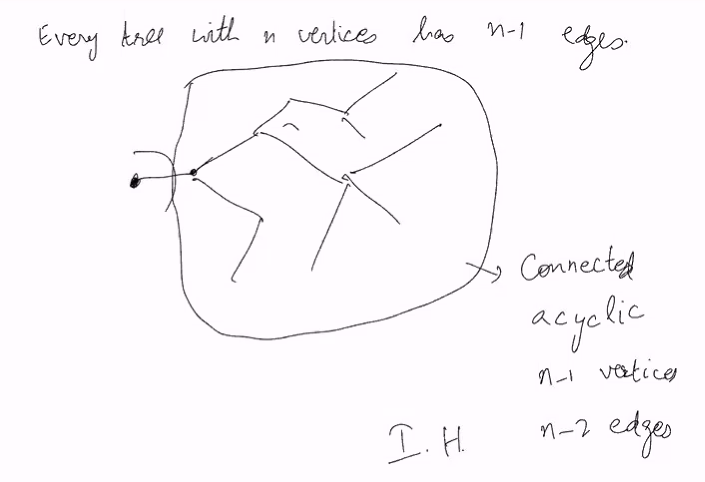 Every tree with n vertices has n-1 edges.
Connected
acyclic
n-1 vertices
n-2 edges
I.H.